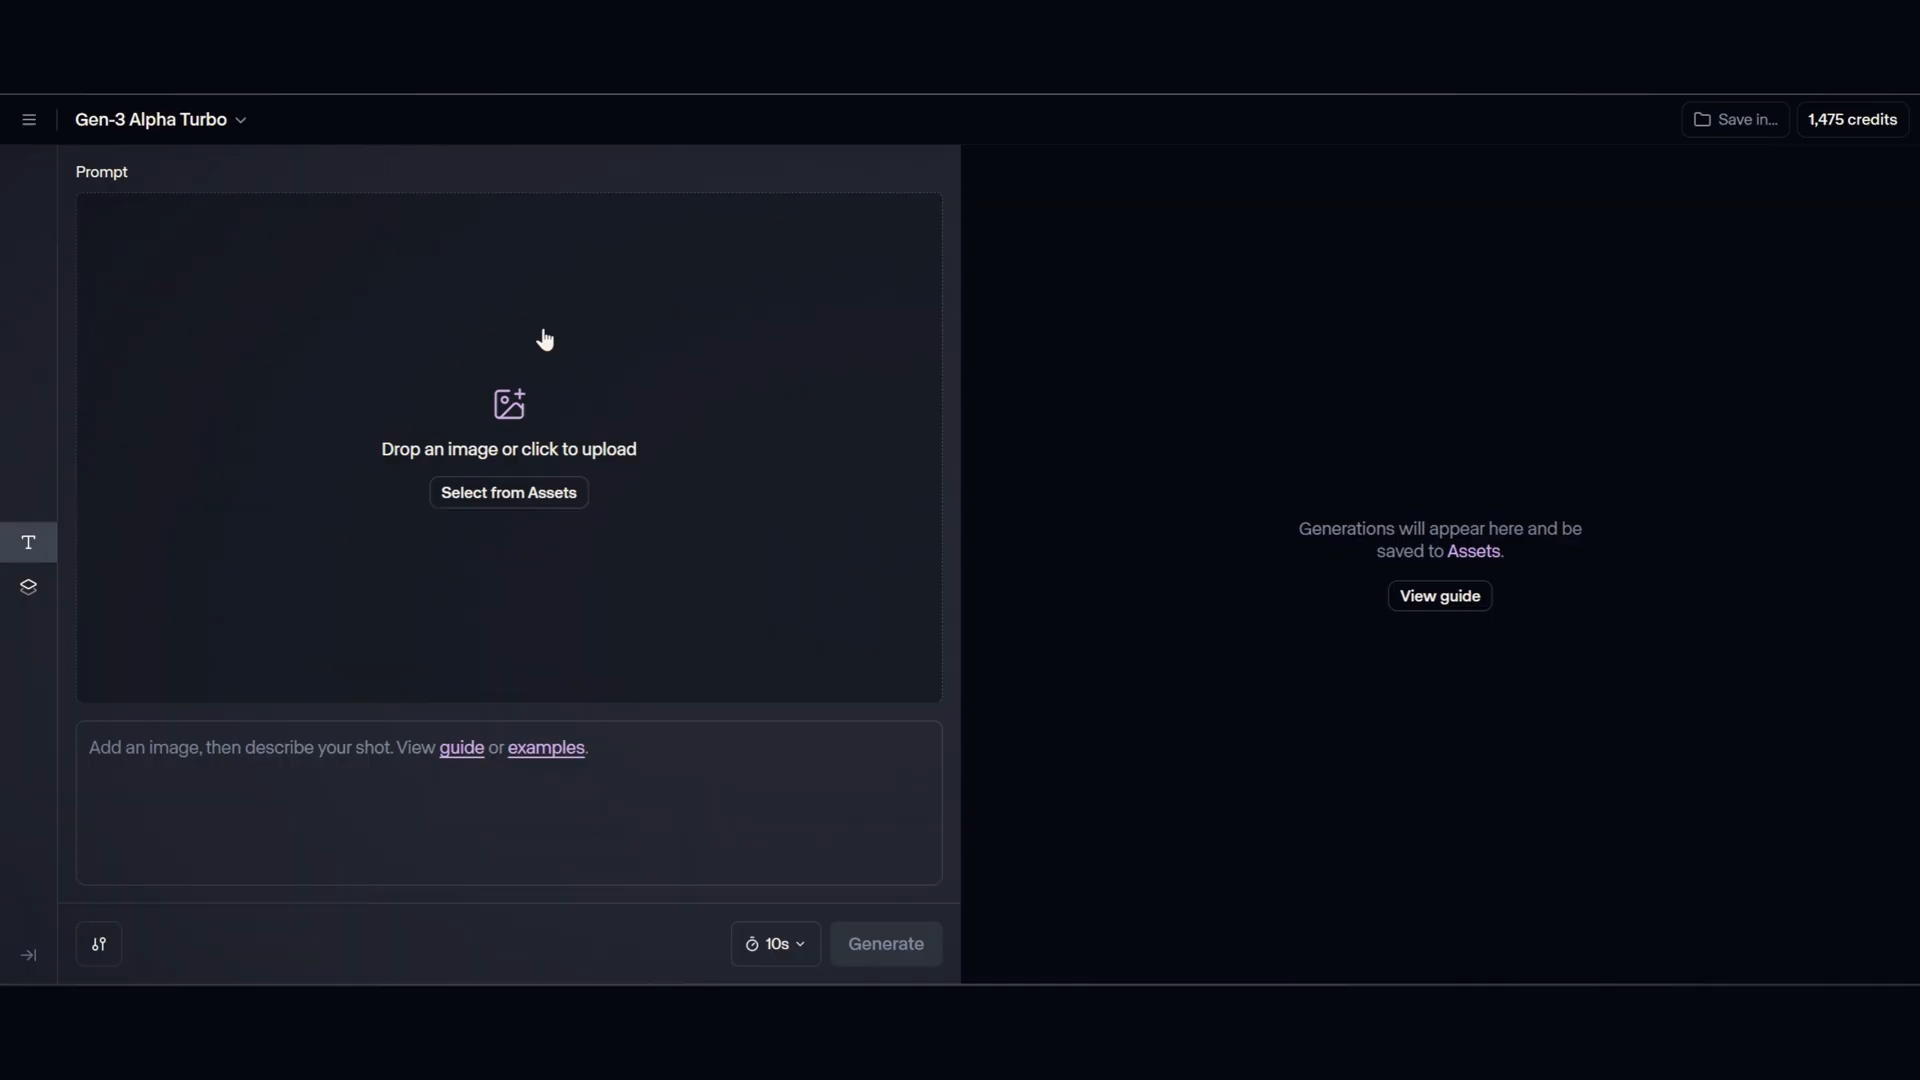 Gen-3 Alpha Turbo
Save in...
1,475 credits
Prompt
Drop an image or click to upload
Select from Assets
T
Generations will appear here and be
saved to Assets.
View guide
Add an image, then describe your shot. View guide or examples.
10s
Generate